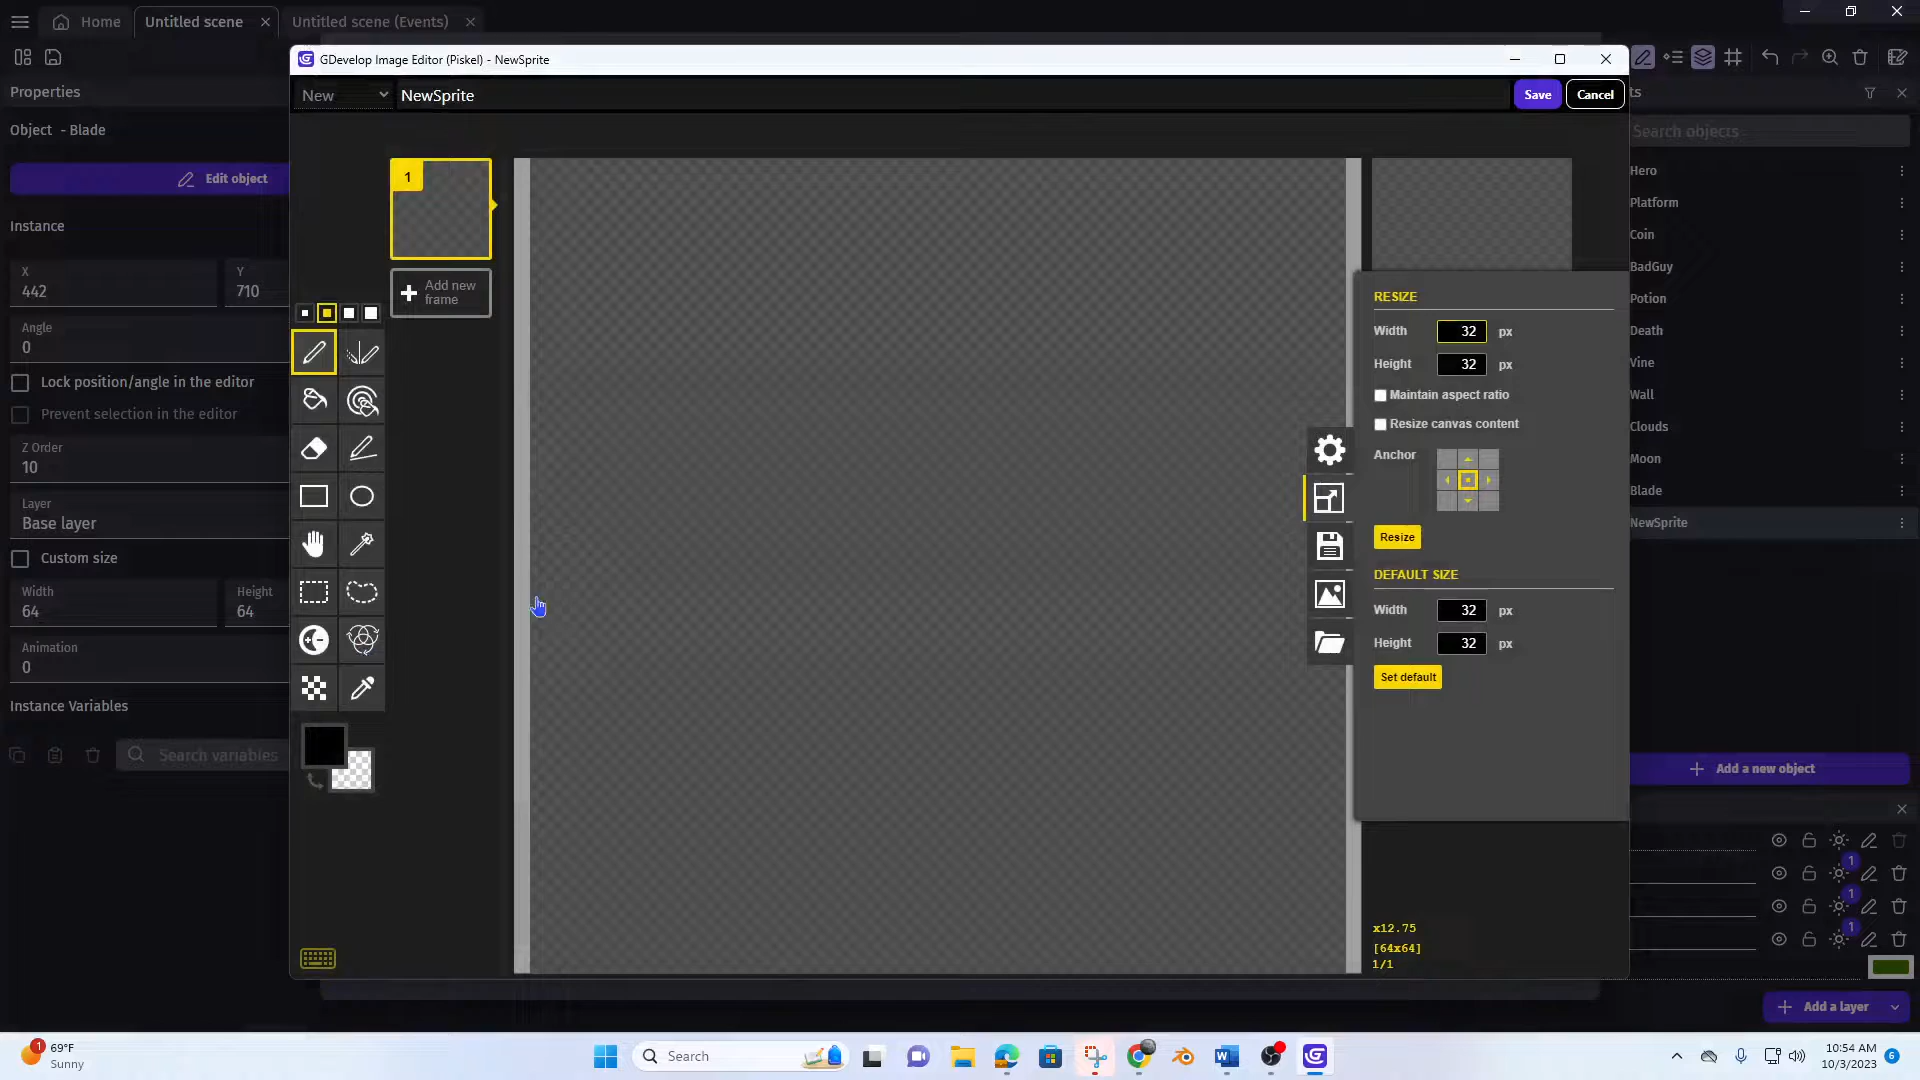 Home
Untitled scene
Untitled scene (Events)
GDevelop Image Editor (Piskel) - NewSprite
Properties
New
NewSprite
Save
Cancel
ts
Object - Blade
Search objects
Edit object
1
Add new
frame
Instance
X
442
Y
710
Angle
0
Lock position/angle in the editor
Prevent selection in the editor
Z Order
10
Layer
Base layer
Custom size
Width
64
Height
64
Animation
0
Instance Variables
Search variables
RESIZE
Width 32 px
Height 32 px
Maintain aspect ratio
Resize canvas content
Anchor
Resize
DEFAULT SIZE
Width 32 px
Height 32 px
Set default
x12.75
[64x64]
1/1
Hero
Platform
Coin
BadGuy
Potion
Death
Vine
Wall
Clouds
Moon
Blade
NewSprite
Add a new object
1
1
1
Add a layer
1
69°F
Sunny
Search
10:54 AM
10/3/2023
6